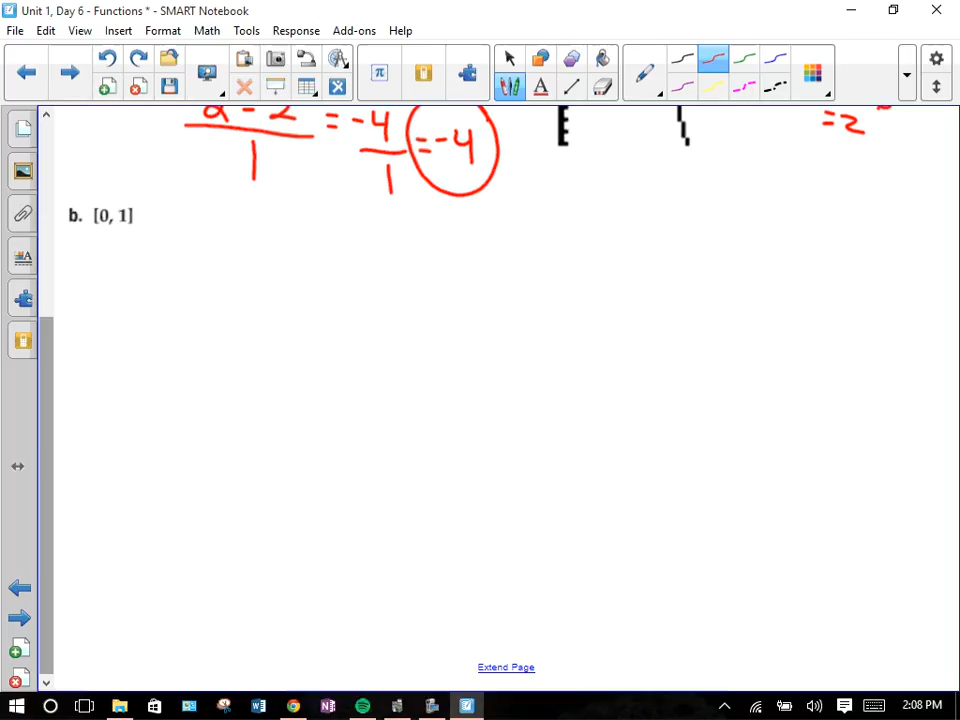 Unit 1, Day 6 - Functions * - SMART Notebook
File Edit View Insert Format Math Tools Response Add-ons Help
= -4
1
1
= -4
= 2
b. [0, 1]
Extend Page
2:08 PM